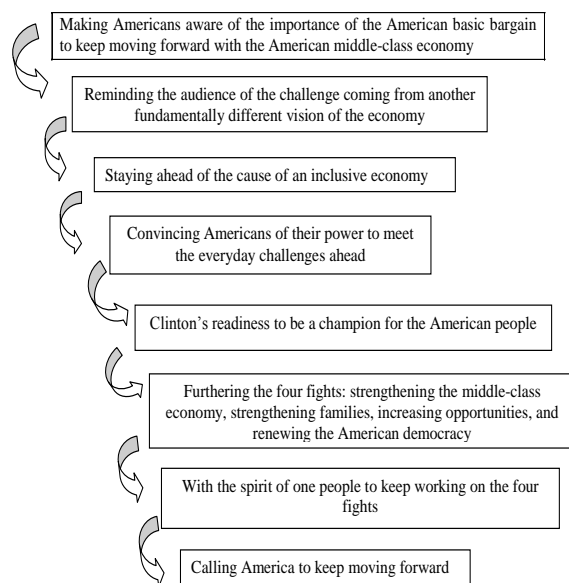 Making Americans aware of the importance of the American basic bargain
to keep moving forward with the American middle-class economy
Reminding the audience of the challenge coming from another
fundamentally different vision of the economy
Staying ahead of the cause of an inclusive economy
Convincing Americans of their power to meet
the everyday challenges ahead
Clinton's readiness to be a champion for the American people
Furthering the four fights: strengthening the middle-class
economy, strengthening families, increasing opportunities, and
renewing the American democracy
With the spirit of one people to keep working on the four
fights
Calling America to keep moving forward